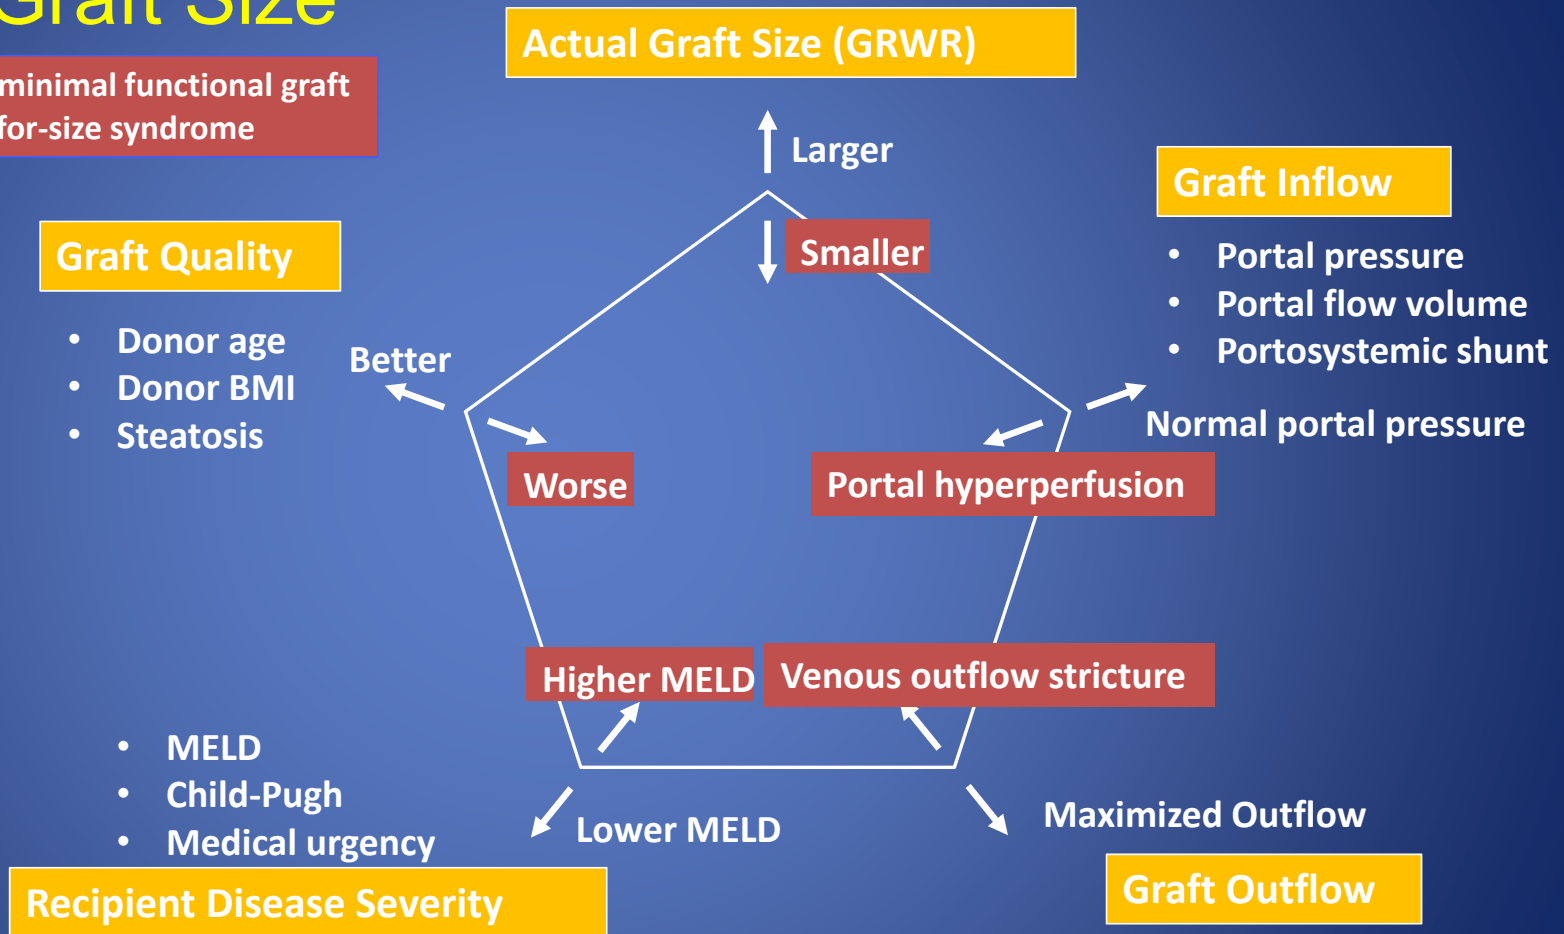 Graft Size
minimal functional graft
for-size syndrome
Actual Graft Size (GRWR)
Larger
Smaller
Graft Inflow
• Portal pressure
• Portal flow volume
• Portosystemic shunt
Normal portal pressure
Portal hyperperfusion
Graft Quality
• Donor age
• Donor BMI
• Steatosis
Better
Worse
Higher MELD
Venous outflow stricture
• MELD
• Child-Pugh
• Medical urgency
Lower MELD
Recipient Disease Severity
Maximized Outflow
Graft Outflow